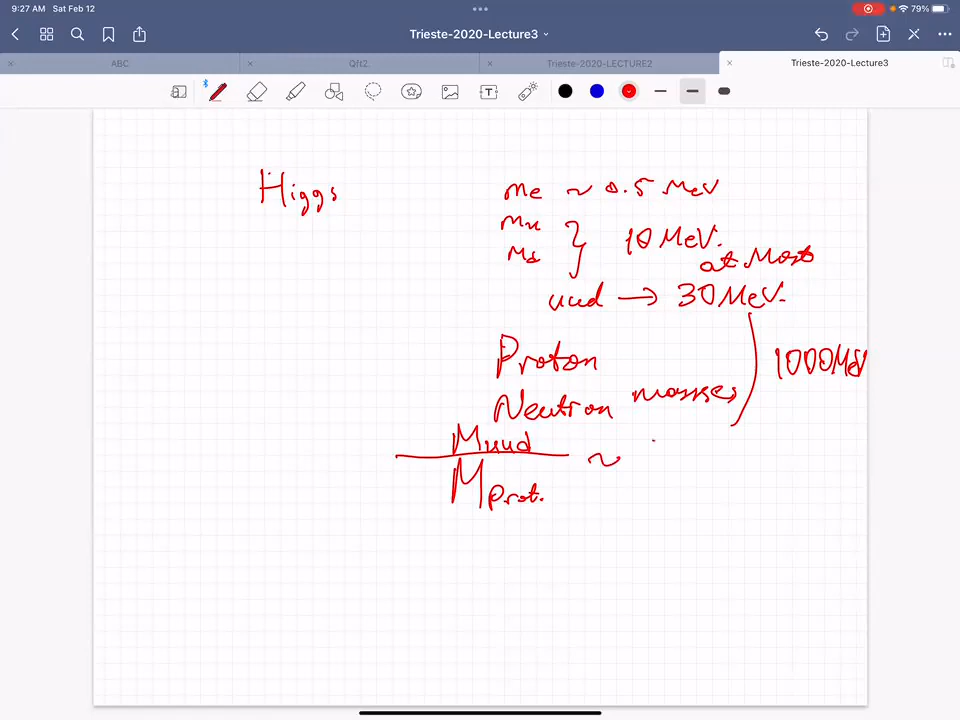 9:27 AM Sat Feb 12
79%
Trieste-2020-Lecture3
ABC
Qft2
Trieste-2020-LECTURE2
Trieste-2020-Lecture3
T
Higgs
me ~ 0.5 MeV
Mu
Md } 10 MeV.
at Most
uud → 30 MeV.
Proton
Neutron masses ) 1000 MeV
Muud
~
Mprot.